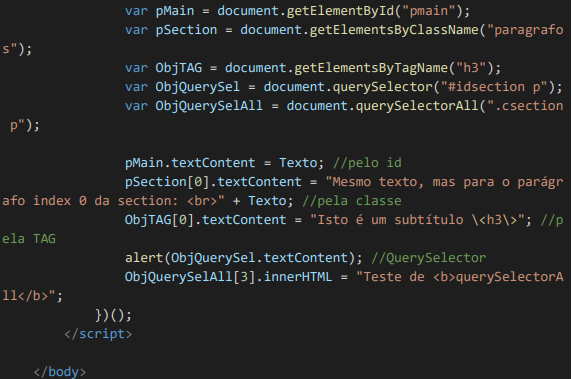 var pMain = document.getElementById("pmain");
var pSection = document.getElementsByClassName("paragrafo
s");
var ObjTAG = document.getElementsByTagName("h3");
var ObjQuerySel = document.querySelector("#idsection p");
var ObjQuerySelAll = document.querySelectorAll(".csection
p");
pMain.textContent = Texto; //pelo id
pSection[0].textContent = "Mesmo texto, mas para o parágr
afo index 0 da section: <br>" + Texto; //pela classe
ObjTAG[0].textContent = "Isto é um subtítulo \<h3\>"; //p
ela TAG
alert(ObjQuerySel.textContent); //QuerySelector
ObjQuerySelAll[3].innerHTML = "Teste de <b>querySelectorA
ll</b>";
})();
</script>
</body>